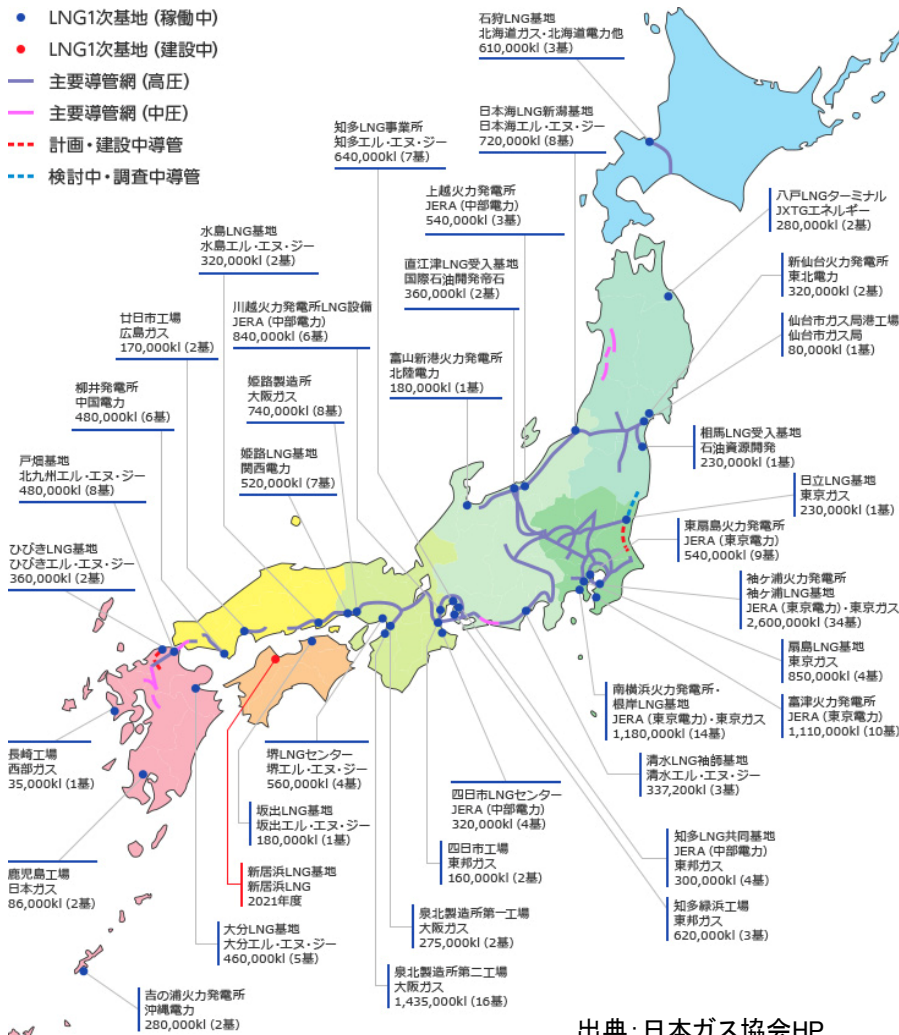 LNG1次基地 (稼働中)
LNG1次基地 (建設中)
主要導管網 (高圧)
主要導管網 (中圧)
計画・建設中導管
検討中・調査中導管
石狩LNG基地
北海道ガス・北海道電力他
610,000kl (3基)
日本海LNG新潟基地
日本海エル・エヌ・ジー
720,000kl (8基)
知多LNG事業所
知多エル・エヌ・ジー
640,000kl (7基)
上越火力発電所
JERA (中部電力)
540,000kl (3基)
八戸LNGターミナル
JXTGエネルギー
280,000kl (2基)
水島LNG基地
水島エル・エヌ・ジー
320,000kl (2基)
直江津LNG受入基地
国際石油開発帝石
360,000kl (2基)
新仙台火力発電所
東北電力
320,000kl (2基)
川越火力発電所LNG設備
JERA (中部電力)
840,000kl (6基)
廿日市工場
広島ガス
170,000kl (2基)
仙台市ガス局港工場
仙台市ガス局
80,000kl (1基)
富山新港火力発電所
北陸電力
180,000kl (1基)
姫路製造所
大阪ガス
740,000kl (8基)
柳井発電所
中国電力
480,000kl (6基)
相馬LNG受入基地
石油資源開発
230,000kl (1基)
姫路LNG基地
関西電力
520,000kl (7基)
戸畑基地
北九州エル・エヌ・ジー
480,000kl (8基)
日立LNG基地
東京ガス
230,000kl (1基)
東扇島火力発電所
JERA (東京電力)
540,000kl (9基)
ひびきLNG基地
ひびきエル・エヌ・ジー
360,000kl (2基)
袖ヶ浦火力発電所
袖ヶ浦LNG基地
JERA (東京電力)・東京ガス
2,600,000kl (34基)
扇島LNG基地
東京ガス
850,000kl (4基)
南横浜火力発電所・
根岸LNG基地
JERA (東京電力)・東京ガス
1,180,000kl (14基)
富津火力発電所
JERA (東京電力)
1,110,000kl (10基)
長崎工場
西部ガス
35,000kl (1基)
堺LNGセンター
堺エル・エヌ・ジー
560,000kl (4基)
清水LNG袖師基地
清水エル・エヌ・ジー
337,200kl (3基)
四日市LNGセンター
JERA (中部電力)
320,000kl (4基)
坂出LNG基地
坂出エル・エヌ・ジー
180,000kl (1基)
知多LNG共同基地
JERA (中部電力)
東邦ガス
300,000kl (4基)
四日市工場
東邦ガス
160,000kl (2基)
鹿児島工場
日本ガス
86,000kl (2基)
新居浜LNG基地
新居浜LNG
2021年度
知多緑浜工場
東邦ガス
620,000kl (3基)
泉北製造所第一工場
大阪ガス
275,000kl (2基)
大分LNG基地
大分エル・エヌ・ジー
460,000kl (5基)
泉北製造所第二工場
大阪ガス
1,435,000kl (16基)
吉の浦火力発電所
沖縄電力
280,000kl (2基)
出典：日本ガス協会HP